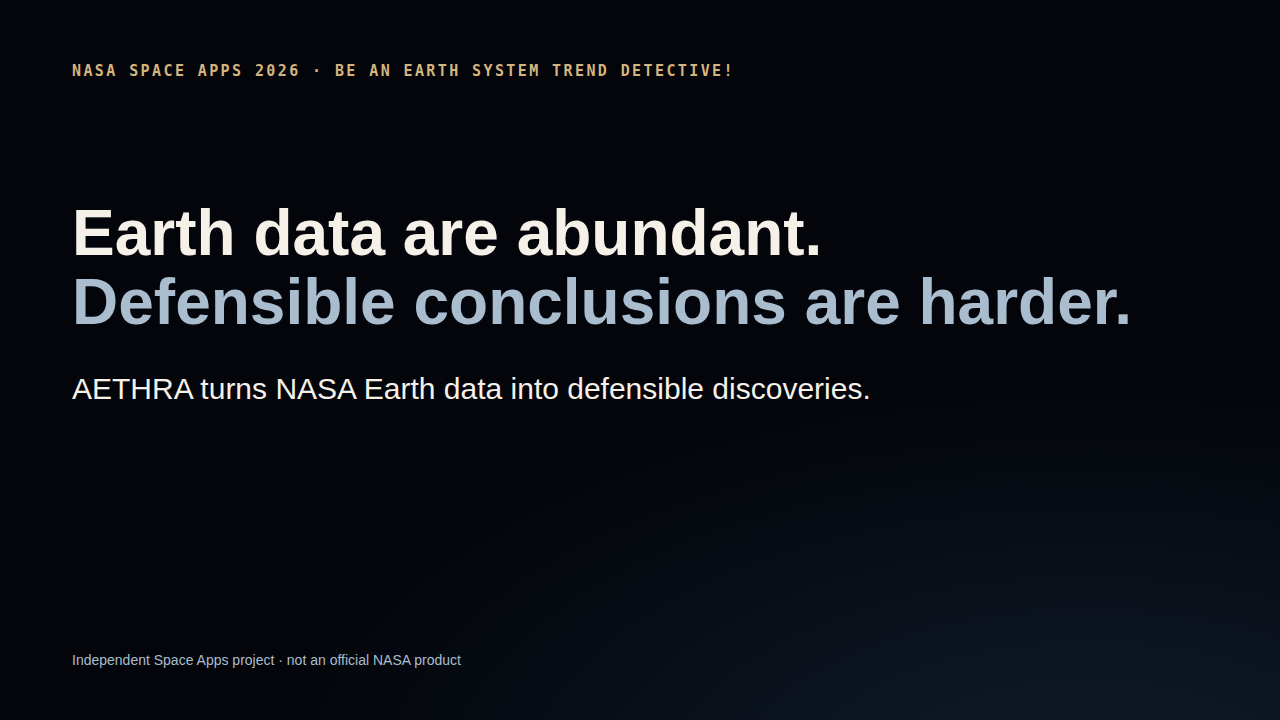 NASA SPACE APPS 2026 · BE AN EARTH SYSTEM TREND DETECTIVE!
Earth data are abundant.
Defensible conclusions are harder.
AETHRA turns NASA Earth data into defensible discoveries.
Independent Space Apps project · not an official NASA product